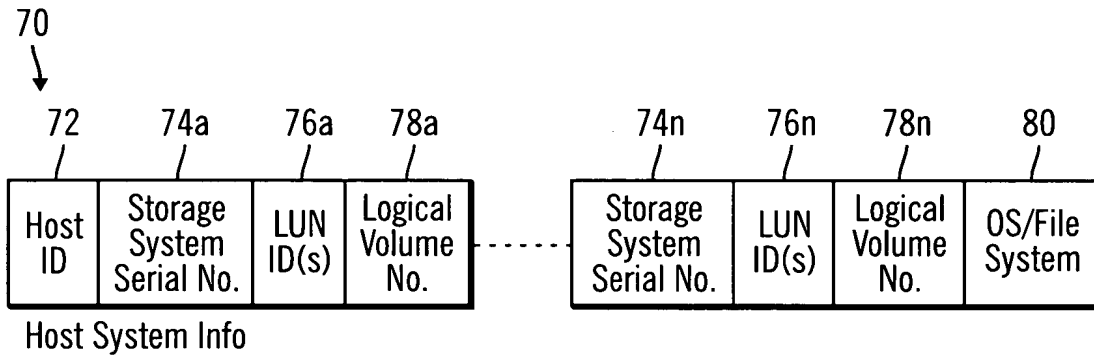 70
72 74a 76a 78a 74n 76n 78n 80
Host ID
Storage System Serial No.
LUN ID(s)
Logical Volume No.
Storage System Serial No.
LUN ID(s)
Logical Volume No.
OS/File System
Host System Info